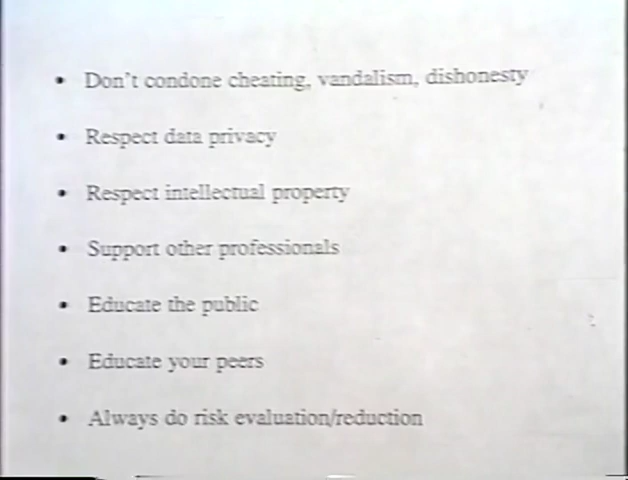 • Don't condone cheating, vandalism, dishonesty
• Respect data privacy
• Respect intellectual property
• Support other professionals
• Educate the public
• Educate your peers
• Always do risk evaluation/reduction